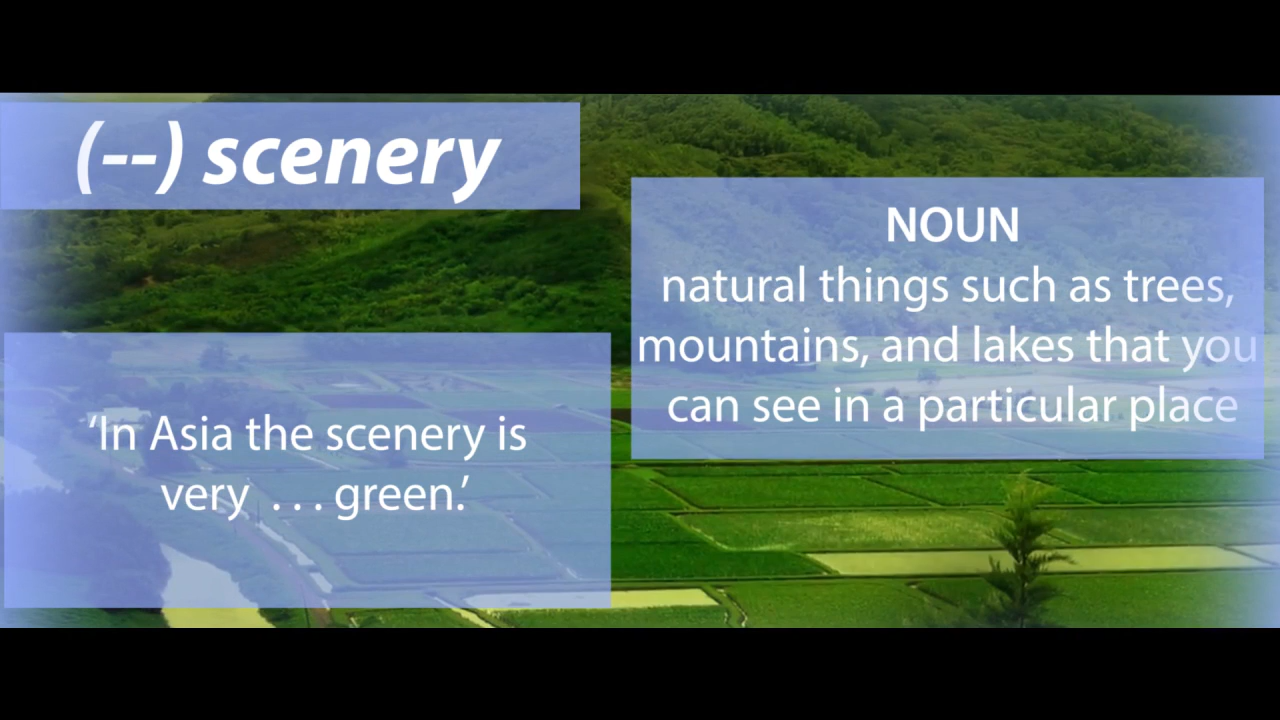 (--) scenery
NOUN
natural things such as trees,
mountains, and lakes that you
can see in a particular place
‘In Asia the scenery is
very . . . green.’